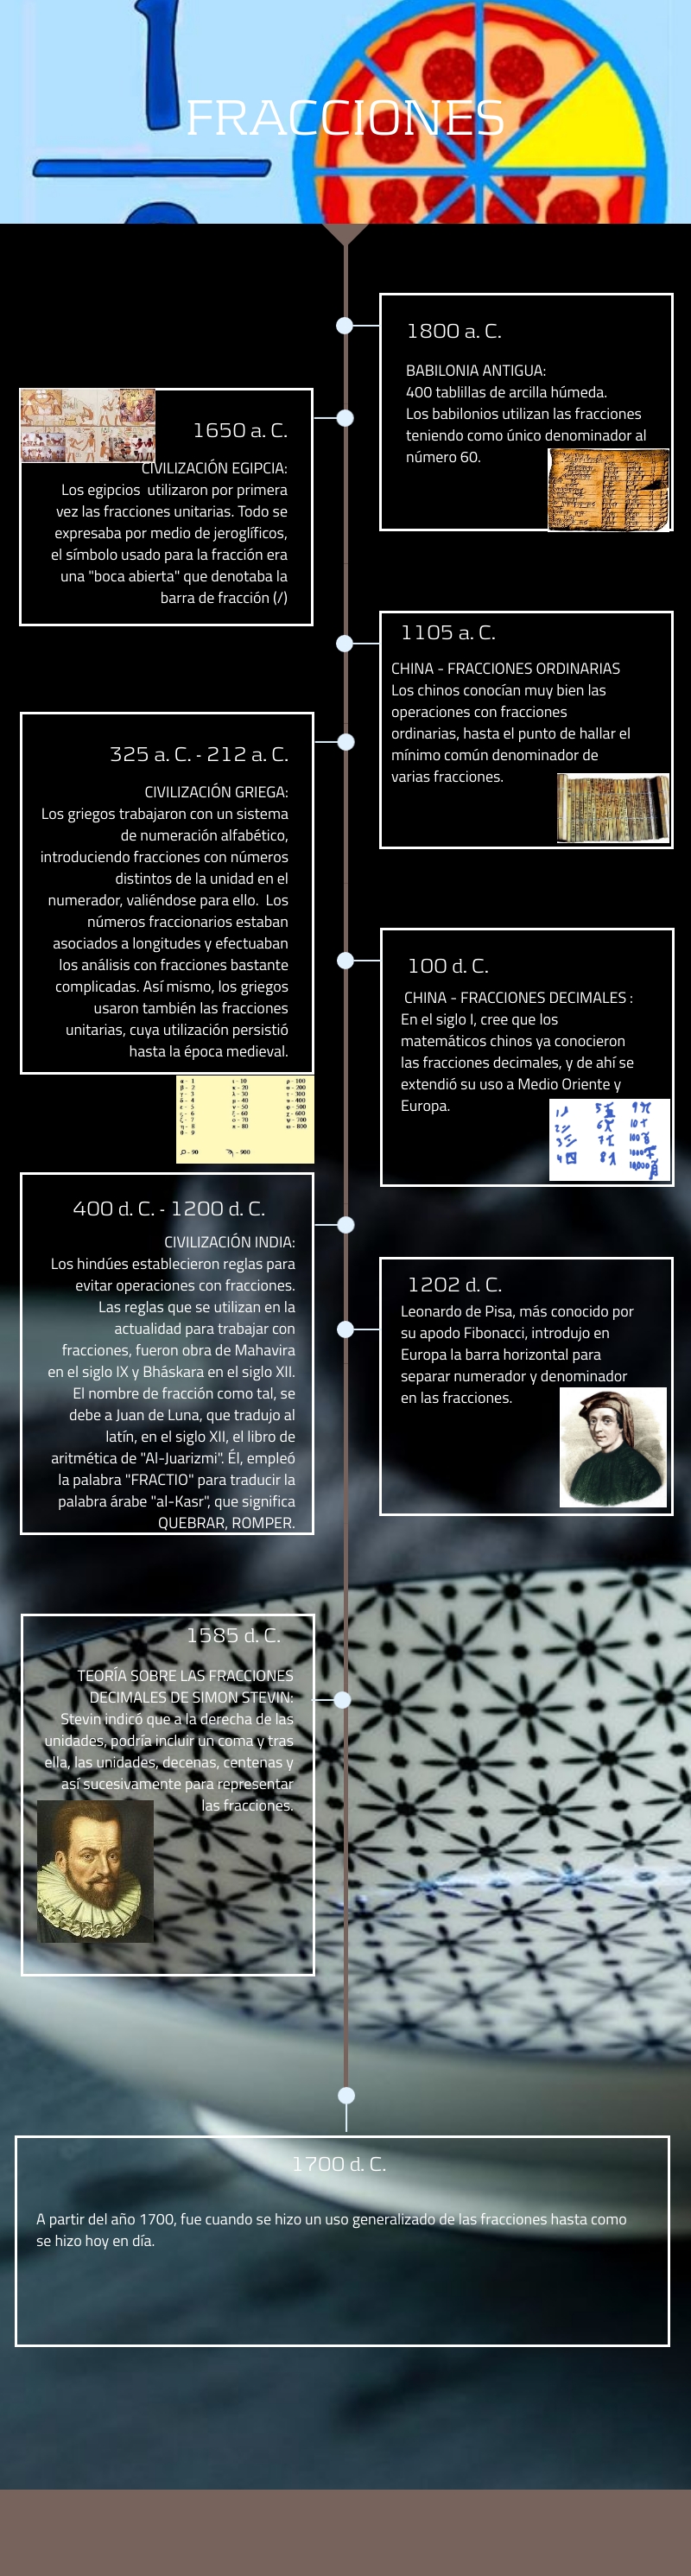 FRACCIONES
1800 a. C.
BABILONIA ANTIGUA:
400 tablillas de arcilla húmeda.
Los babilonios utilizan las fracciones
teniendo como único denominador al
número 60.
1650 a. C.
CIVILIZACIÓN EGIPCIA:
Los egipcios  utilizaron por primera
vez las fracciones unitarias. Todo se
expresaba por medio de jeroglíficos,
el símbolo usado para la fracción era
una "boca abierta" que denotaba la
barra de fracción (/)
1105 a. C.
CHINA - FRACCIONES ORDINARIAS
Los chinos conocían muy bien las
operaciones con fracciones
ordinarias, hasta el punto de hallar el
mínimo común denominador de
varias fracciones.
325 a. C. - 212 a. C.
CIVILIZACIÓN GRIEGA:
Los griegos trabajaron con un sistema
de numeración alfabético,
introduciendo fracciones con números
distintos de la unidad en el
numerador, valiéndose para ello.  Los
números fraccionarios estaban
asociados a longitudes y efectuaban
los análisis con fracciones bastante
complicadas. Así mismo, los griegos
usaron también las fracciones
unitarias, cuya utilización persistió
hasta la época medieval.
100 d. C.
CHINA - FRACCIONES DECIMALES :
En el siglo I, cree que los
matemáticos chinos ya conocieron
las fracciones decimales, y de ahí se
extendió su uso a Medio Oriente y
Europa.
400 d. C. - 1200 d. C.
CIVILIZACIÓN INDIA:
Los hindúes establecieron reglas para
evitar operaciones con fracciones.
Las reglas que se utilizan en la
actualidad para trabajar con
fracciones, fueron obra de Mahavira
en el siglo IX y Bháskara en el siglo XII.
El nombre de fracción como tal, se
debe a Juan de Luna, que tradujo al
latín, en el siglo XII, el libro de
aritmética de "Al-Juarizmi". Él, empleó
la palabra "FRACTIO" para traducir la
palabra árabe "al-Kasr", que significa
QUEBRAR, ROMPER.
1202 d. C.
Leonardo de Pisa, más conocido por
su apodo Fibonacci, introdujo en
Europa la barra horizontal para
separar numerador y denominador
en las fracciones.
1585 d. C.
TEORÍA SOBRE LAS FRACCIONES
DECIMALES DE SIMON STEVIN:
Stevin indicó que a la derecha de las
unidades, podría incluir un coma y tras
ella, las unidades, decenas, centenas y
así sucesivamente para representar
las fracciones.
1700 d. C.
A partir del año 1700, fue cuando se hizo un uso generalizado de las fracciones hasta como
se hizo hoy en día.